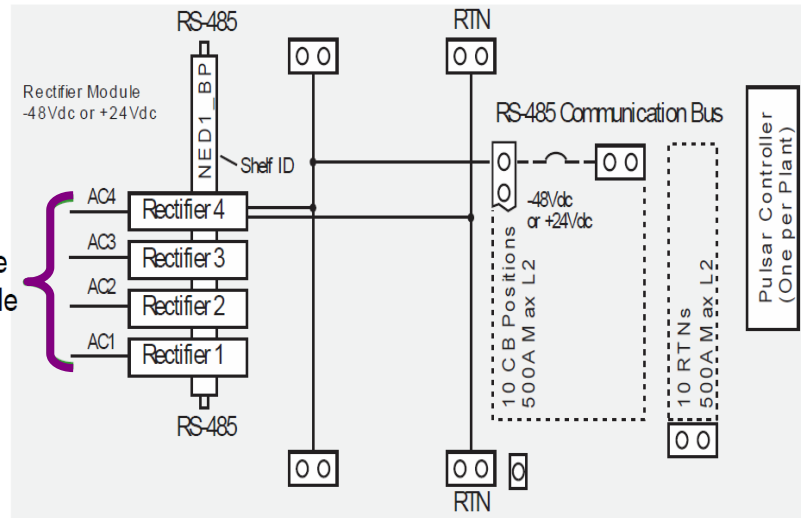 RS-485
RTN
Rectifier Module
-48Vdc or +24Vdc
NED1_BP
Shelf ID
RS-485 Communication Bus
AC4
Rectifier 4
AC3
Rectifier 3
AC2
Rectifier 2
AC1
Rectifier 1
RS-485
-48Vdc
or +24Vdc
10 CB Positions
500A Max L2
10 RTNs
500A Max L2
Pulsar Controller
(One per Plant)
RTN